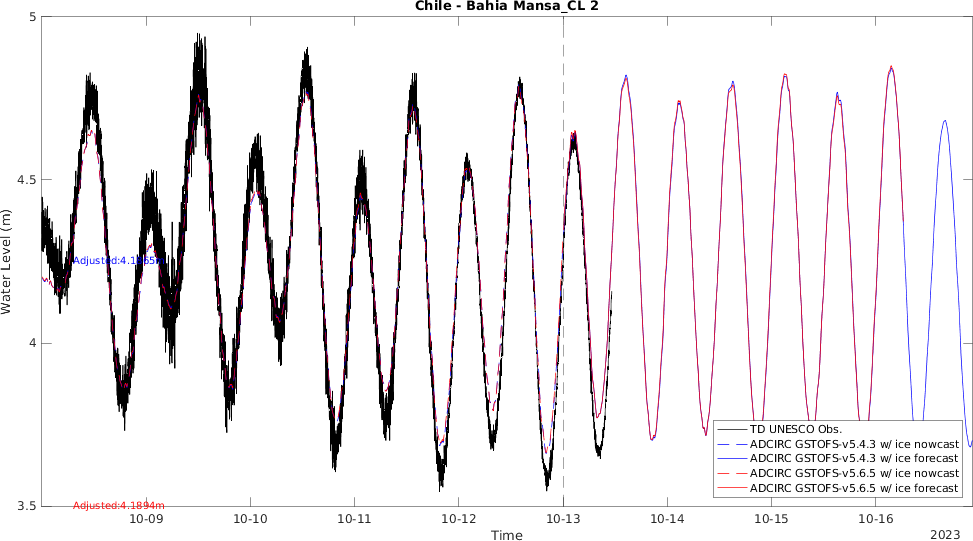 Chile - Bahia Mansa_CL 2
5
4.5
4
3.5
Water Level (m)
Adjusted:4.1
Adjusted:4.1894m
10-09
10-10
10-11
10-12
10-13
10-14
10-15
10-16
2023
Time
TD UNESCO Obs.
ADCIRC GSTOFS-v5.4.3 w/ ice nowcast
ADCIRC GSTOFS-v5.4.3 w/ ice forecast
ADCIRC GSTOFS-v5.6.5 w/ ice nowcast
ADCIRC GSTOFS-v5.6.5 w/ ice forecast